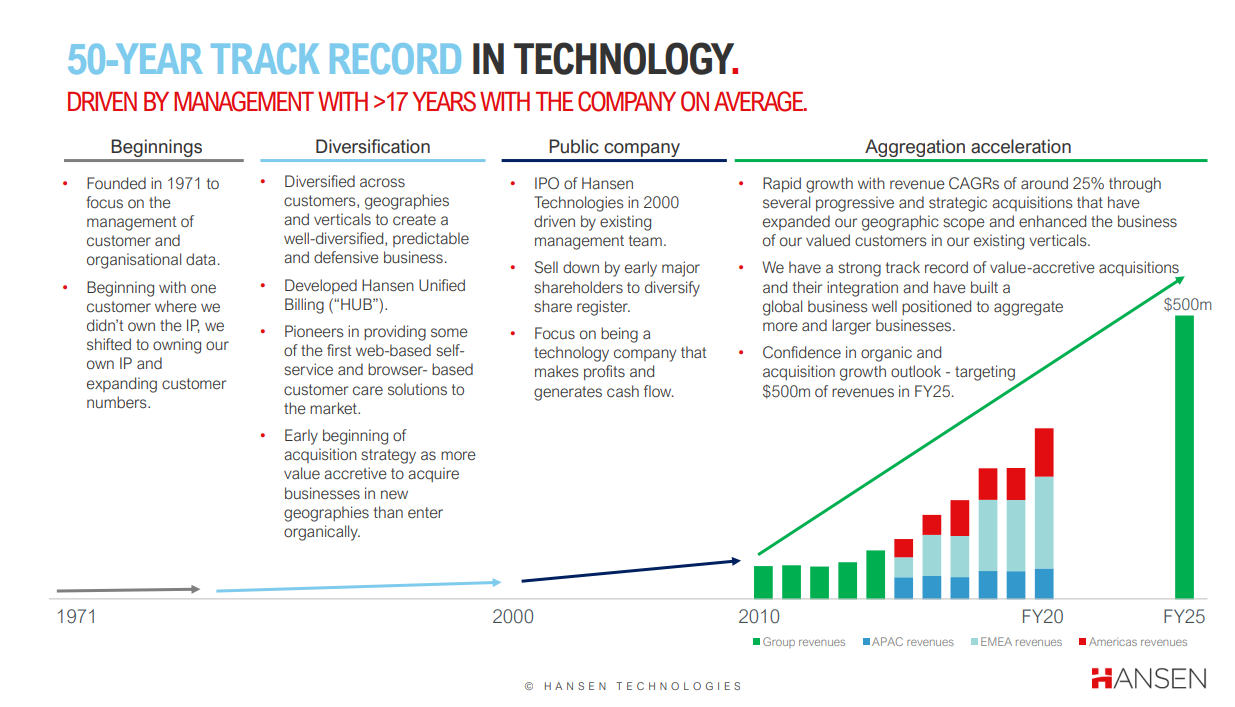 50-YEAR TRACK RECORD IN TECHNOLOGY.
DRIVEN BY MANAGEMENT WITH >17 YEARS WITH THE COMPANY ON AVERAGE.
Beginnings
• Founded in 1971 to
focus on the
management of
customer and
organisational data.
• Beginning with one
customer where we
didn't own the IP, we
shifted to owning our
own IP and
expanding customer
numbers.
Diversification
• Diversified across
customers, geographies
and verticals to create a
well-diversified, predictable
and defensive business.
• Developed Hansen Unified
Billing (“HUB”).
• Pioneers in providing some
of the first web-based self-
service and browser- based
customer care solutions to
the market.
• Early beginning of
acquisition strategy as more
value accretive to acquire
businesses in new
geographies than enter
organically.
Public company
• IPO of Hansen
Technologies in 2000
driven by existing
management team.
• Sell down by early major
shareholders to diversify
share register.
• Focus on being a
technology company that
makes profits and
generates cash flow.
Aggregation acceleration
• Rapid growth with revenue CAGRs of around 25% through
several progressive and strategic acquisitions that have
expanded our geographic scope and enhanced the business
of our valued customers in our existing verticals.
• We have a strong track record of value-accretive acquisitions
and their integration and have built a
global business well positioned to aggregate
more and larger businesses.
• Confidence in organic and
acquisition growth outlook - targeting
$500m of revenues in FY25.
$500m
1971
2000
2010
FY20
FY25
Group revenues
APAC revenues
EMEA revenues
Americas revenues
© HANSEN TECHNOLOGIES
HANSEN